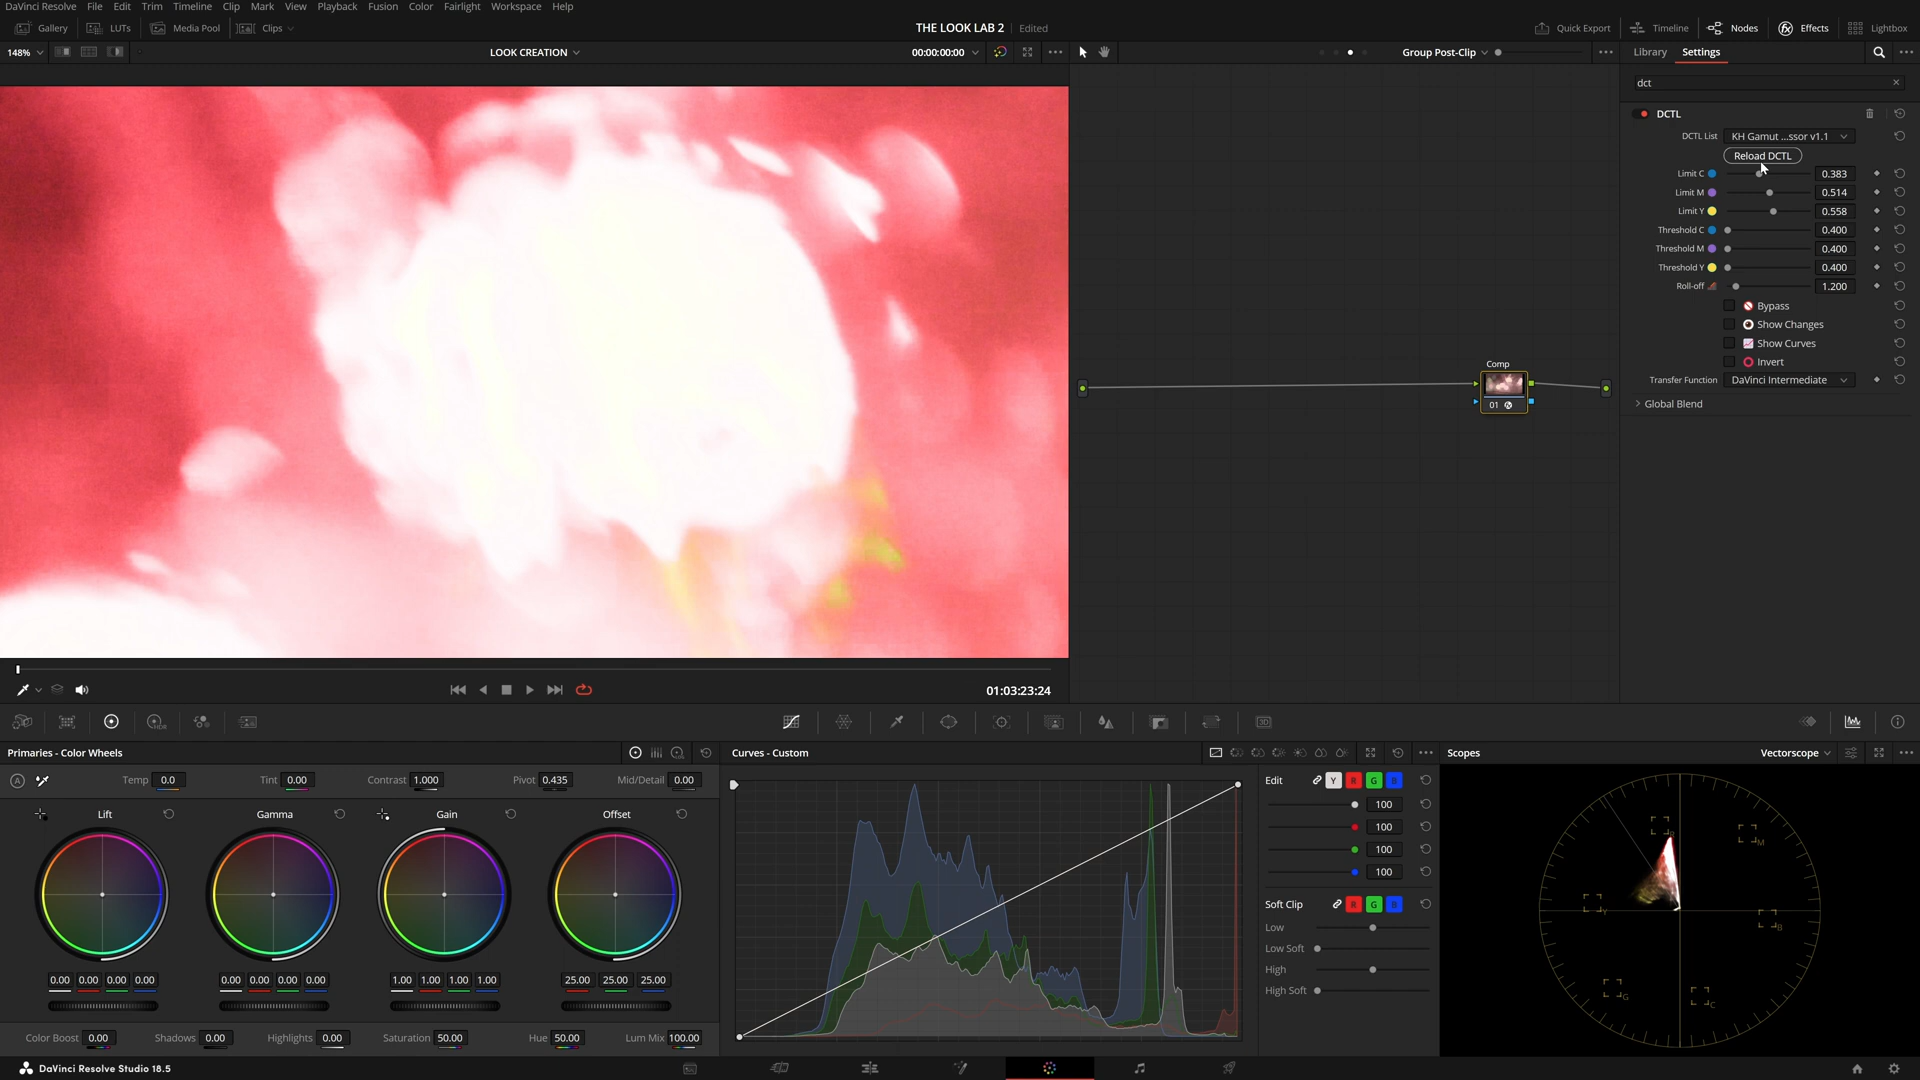 DaVinci Resolve File Edit Trim Timeline Clip Mark View Playback Fusion Color Fairlight Workspace Help
Gallery LUTs Media Pool Clips THE LOOK LAB 2 Edited Quick Export Timeline Nodes Effects Lightbox
148% LOOK CREATION 00:00:00:00 Group Post-Clip Library Settings
dct
DCTL
DCTL List KH Gamut ...ssor v1.1
Reload DCTL
Limit C 0.383
Limit M 0.514
Limit Y 0.558
Threshold C 0.400
Threshold M 0.400
Threshold Y 0.400
Roll-off 1.200
Bypass
Show Changes
Show Curves
Invert
Transfer Function DaVinci Intermediate
Global Blend
Comp
01
01:03:23:24
Primaries - Color Wheels
Temp 0.0 Tint 0.00 Contrast 1.000 Pivot 0.435 Mid/Detail 0.00
Lift Gamma Gain Offset
0.00 0.00 0.00 0.00 0.00 0.00 0.00 0.00 1.00 1.00 1.00 1.00 25.00 25.00 25.00
Color Boost 0.00 Shadows 0.00 Highlights 0.00 Saturation 50.00 Hue 50.00 Lum Mix 100.00
Curves - Custom
Edit Y R G B
100
100
100
100
Soft Clip R G B
Low
Low Soft
High
High Soft
Scopes Vectorscope
R
M
Y
B
G
C
DaVinci Resolve Studio 18.5